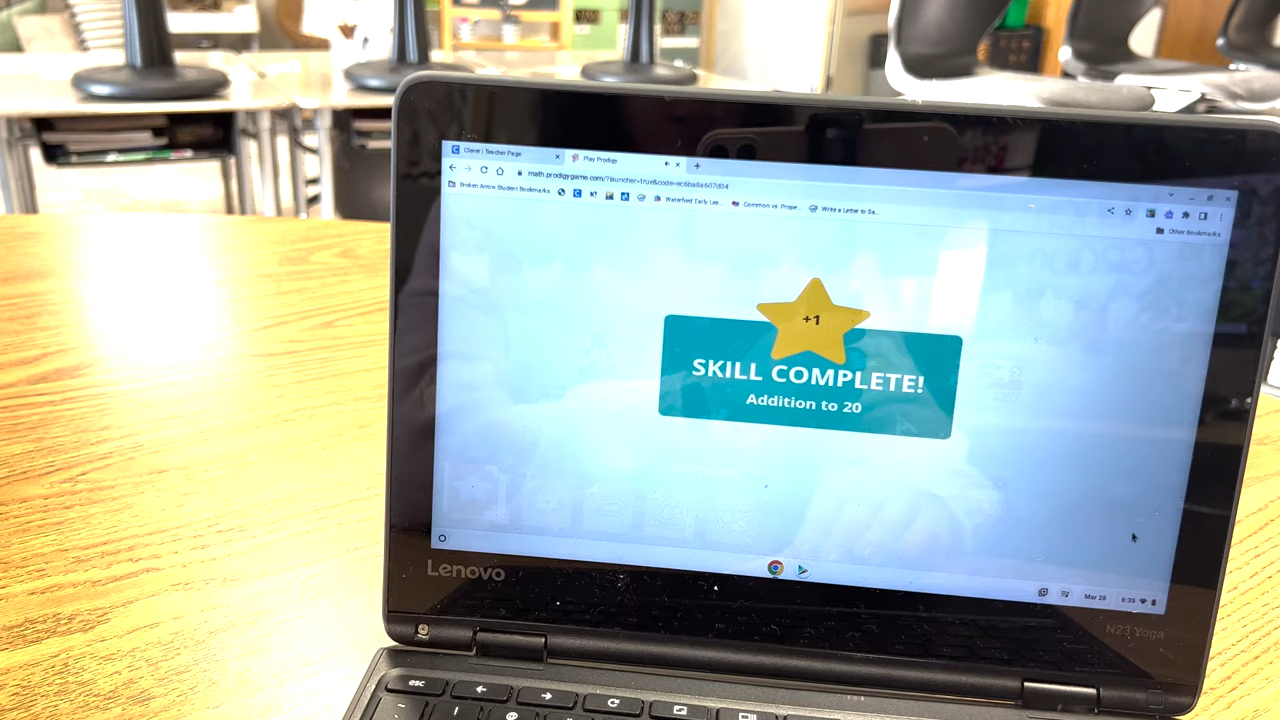 Clever | Teacher Page
Play Prodigy
math.prodigygame.com/?launcher=true&code=ec6ba8a607d04
Broken Arrow Student Bookmarks
K!
Waterford Early Lea...
Common vs. Prope...
Write a Letter to Sa...
Other Bookmarks
+1
SKILL COMPLETE!
Addition to 20
Mar 28
6:35
Lenovo
N23 Yoga
esc